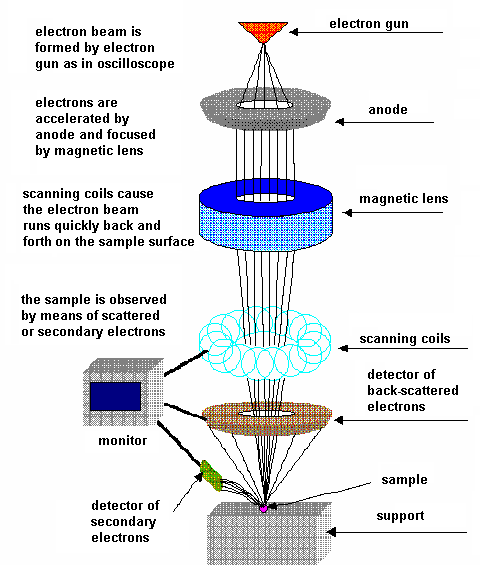 electron beam is
formed by electron
gun as in oscilloscope
electron gun
electrons are
accelerated by
anode and focused
by magnetic lens
anode
scanning coils cause
the electron beam
runs quickly back and
forth on the sample surface
magnetic lens
the sample is observed
by means of scattered
or secondary electrons
scanning coils
detector of
back-scattered
electrons
monitor
sample
detector of
secondary
electrons
support